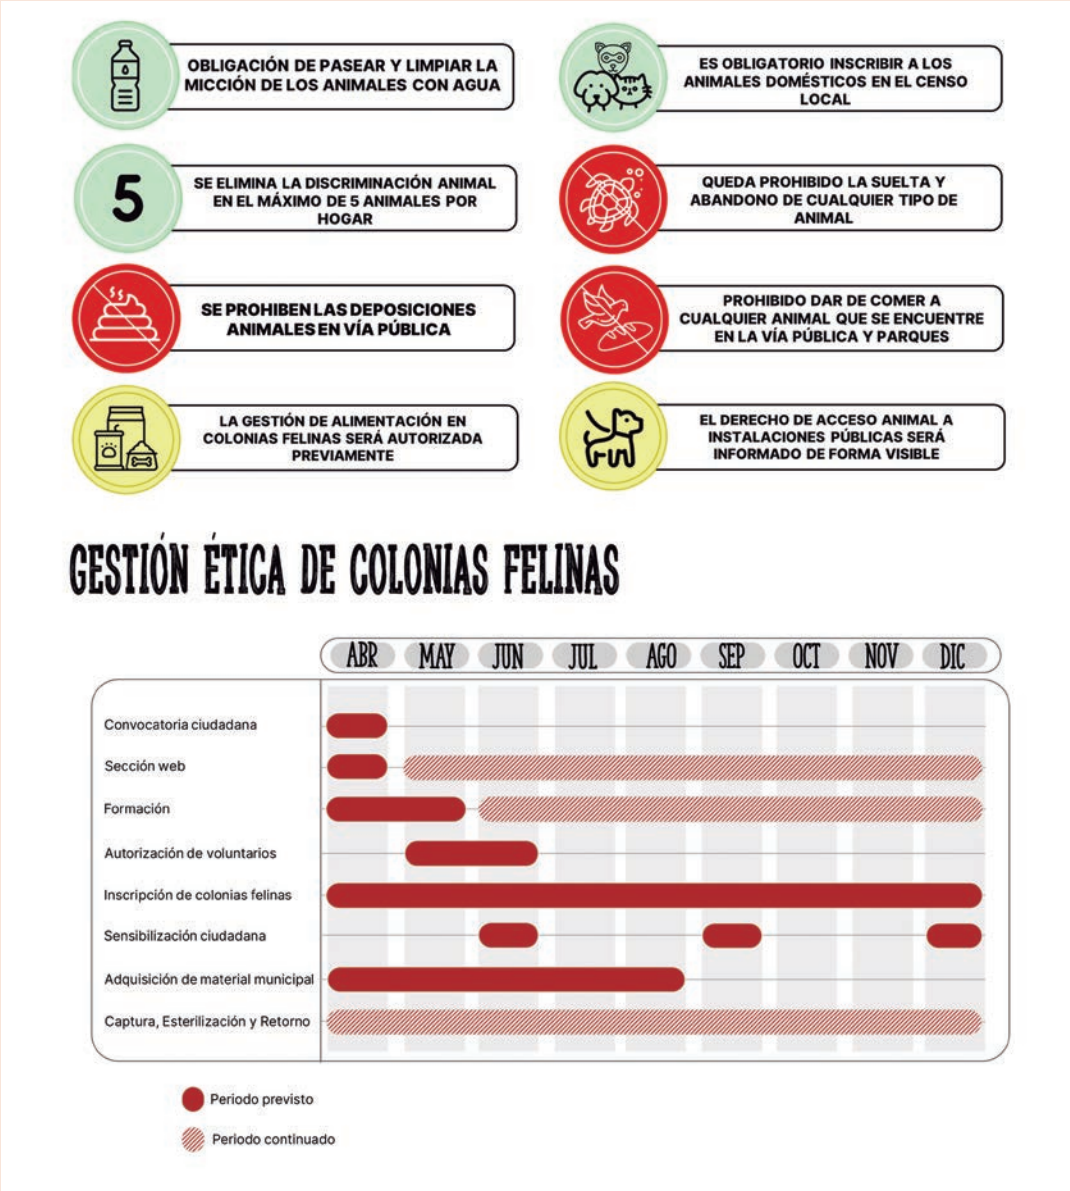 OBLIGACIÓN DE PASEAR Y LIMPIAR LA
MICCIÓN DE LOS ANIMALES CON AGUA
ES OBLIGATORIO INSCRIBIR A LOS
ANIMALES DOMÉSTICOS EN EL CENSO
LOCAL
5
SE ELIMINA LA DISCRIMINACIÓN ANIMAL
EN EL MÁXIMO DE 5 ANIMALES POR
HOGAR
QUEDA PROHIBIDO LA SUELTA Y
ABANDONO DE CUALQUIER TIPO DE
ANIMAL
SE PROHIBEN LAS DEPOSICIONES
ANIMALES EN VÍA PÚBLICA
PROHIBIDO DAR DE COMER A
CUALQUIER ANIMAL QUE SE ENCUENTRE
EN LA VÍA PÚBLICA Y PARQUES
LA GESTIÓN DE ALIMENTACIÓN EN
COLONIAS FELINAS SERÁ AUTORIZADA
PREVIAMENTE
EL DERECHO DE ACCESO ANIMAL A
INSTALACIONES PÚBLICAS SERÁ
INFORMADO DE FORMA VISIBLE
GESTIÓN ÉTICA DE COLONIAS FELINAS
ABR MAY JUN JUL AGO SEP OCT NOV DIC
Convocatoria ciudadana
Sección web
Formación
Autorización de voluntarios
Inscripción de colonias felinas
Sensibilización ciudadana
Adquisición de material municipal
Captura, Esterilización y Retorno
Periodo previsto
Periodo continuado